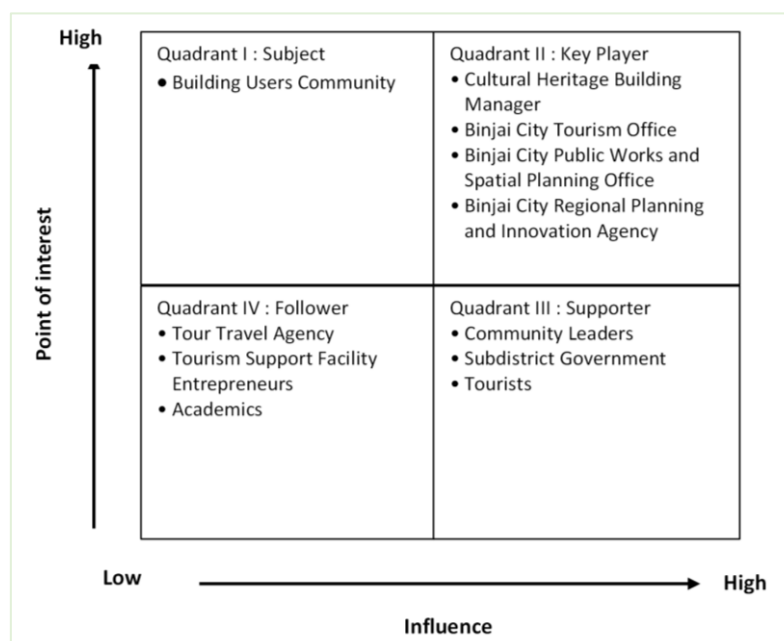 High
Quadrant I : Subject
• Building Users Community
Quadrant II : Key Player
• Cultural Heritage Building
Manager
• Binjai City Tourism Office
• Binjai City Public Works and
Spatial Planning Office
• Binjai City Regional Planning
and Innovation Agency
Point of interest
Quadrant IV : Follower
• Tour Travel Agency
• Tourism Support Facility
Entrepreneurs
• Academics
Quadrant III : Supporter
• Community Leaders
• Subdistrict Government
• Tourists
Low
High
Influence